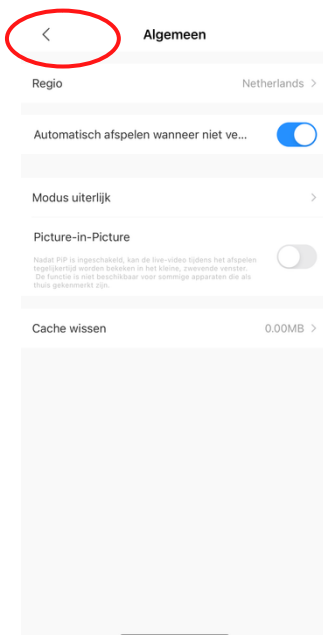 Algemeen
Regio Netherlands
Automatisch afspelen wanneer niet ve...
Modus uiterlijk
Picture-in-Picture
Nadat PiP is ingeschakeld, kan de live-video tijdens het afspelen
tegelijkertijd worden bekeken in het kleine, zwevende venster.
De functie is niet beschikbaar voor sommige apparaten die als
thuis gekenmerkt zijn.
Cache wissen 0.00MB